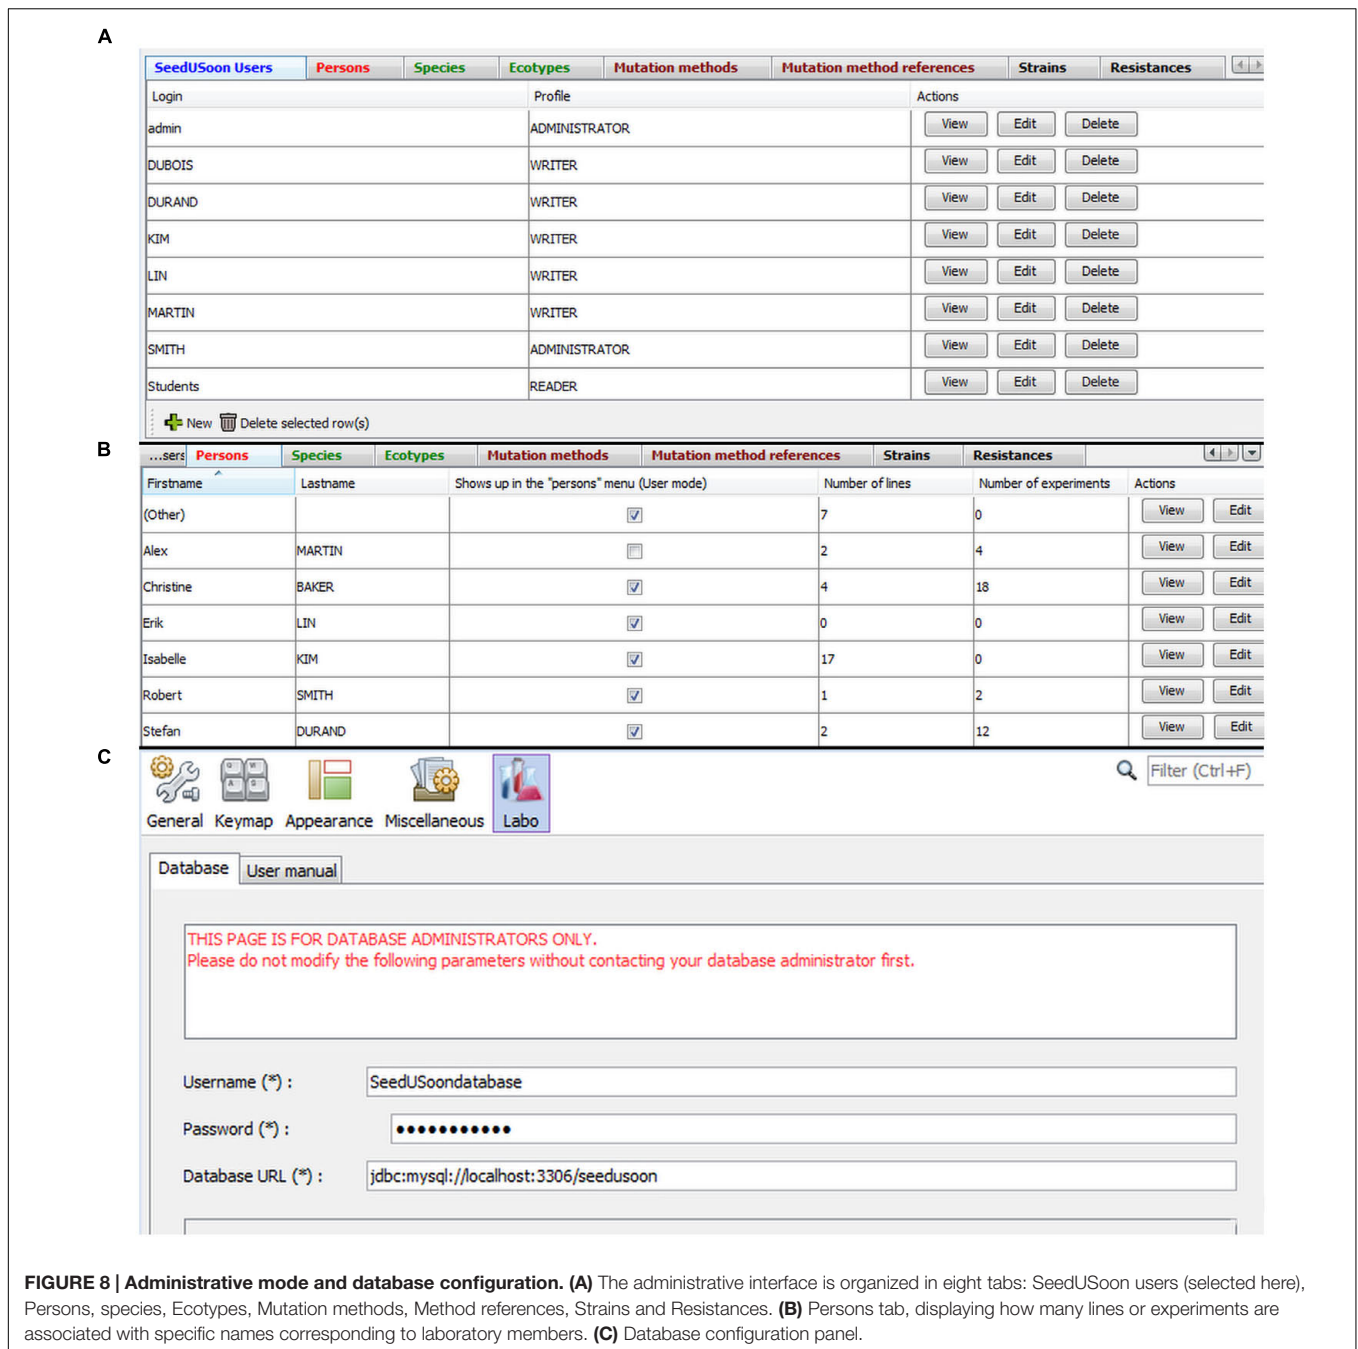 A
SeedUSoon Users Persons Species Ecotypes Mutation methods Mutation method references Strains Resistances
Login Profile Actions
admin ADMINISTRATOR View Edit Delete
DUBOIS WRITER View Edit Delete
DURAND WRITER View Edit Delete
KIM WRITER View Edit Delete
LIN WRITER View Edit Delete
MARTIN WRITER View Edit Delete
SMITH ADMINISTRATOR View Edit Delete
Students READER View Edit Delete
New Delete selected row(s)
B
...sers Persons Species Ecotypes Mutation methods Mutation method references Strains Resistances
Firstname Lastname Shows up in the "persons" menu (User mode) Number of lines Number of experiments Actions
(Other) 7 0 View Edit
Alex MARTIN 2 4 View Edit
Christine BAKER 4 18 View Edit
Erik LIN 0 0 View Edit
Isabelle KIM 17 0 View Edit
Robert SMITH 1 2 View Edit
Stefan DURAND 2 12 View Edit
C
General Keymap Appearance Miscellaneous Labo Filter (Ctrl+F)
Database User manual
THIS PAGE IS FOR DATABASE ADMINISTRATORS ONLY.
Please do not modify the following parameters without contacting your database administrator first.
Username (*) : SeedUSoondatabase
Password (*) : •••••••••••
Database URL (*) : jdbc:mysql://localhost:3306/seedusoon
FIGURE 8 | Administrative mode and database configuration. (A) The administrative interface is organized in eight tabs: SeedUSoon users (selected here),
Persons, species, Ecotypes, Mutation methods, Method references, Strains and Resistances. (B) Persons tab, displaying how many lines or experiments are
associated with specific names corresponding to laboratory members. (C) Database configuration panel.